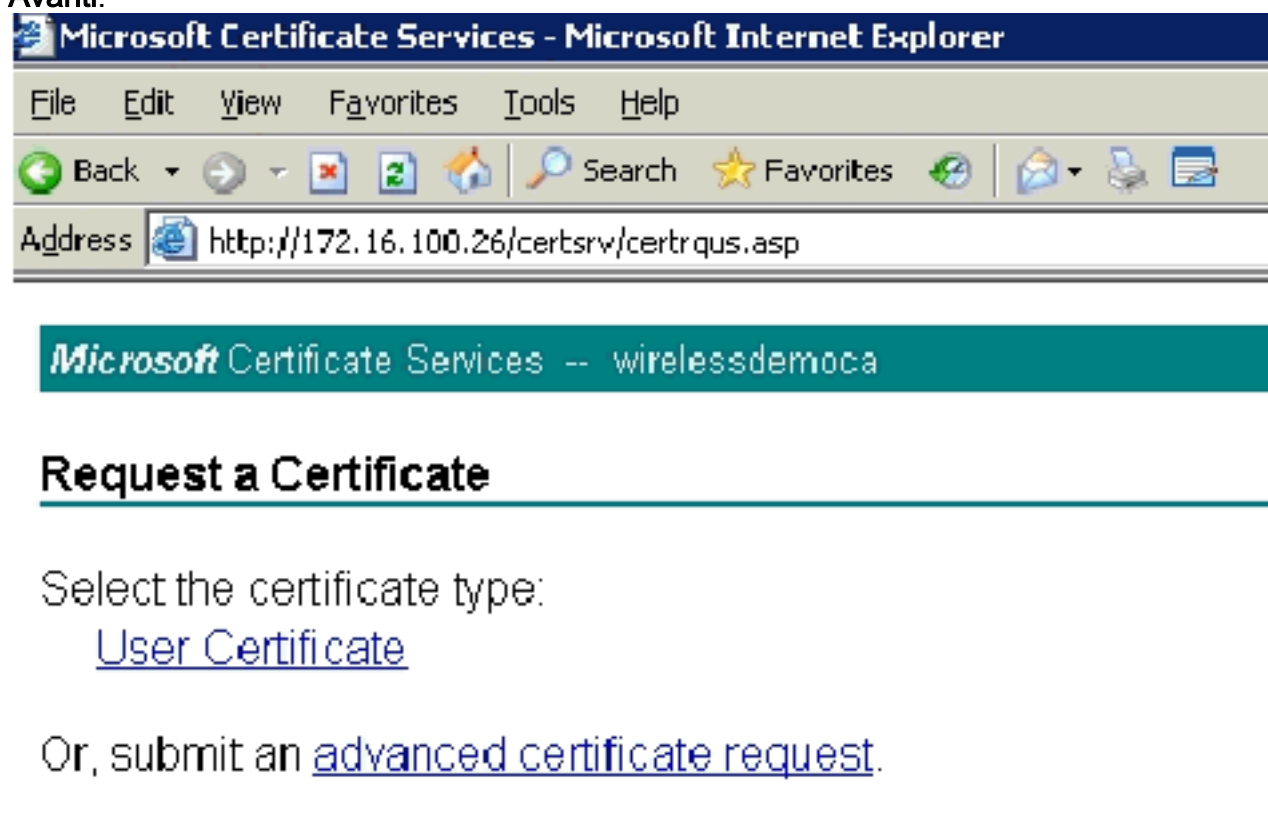 Avanti.
Microsoft Certificate Services - Microsoft Internet Explorer
File Edit View Favorites Tools Help
Back Search Favorites
Address http://172.16.100.26/certsrv/certrqus.asp
Microsoft Certificate Services -- wirelessdemoca
Request a Certificate
Select the certificate type:
User Certificate
Or, submit an advanced certificate request.